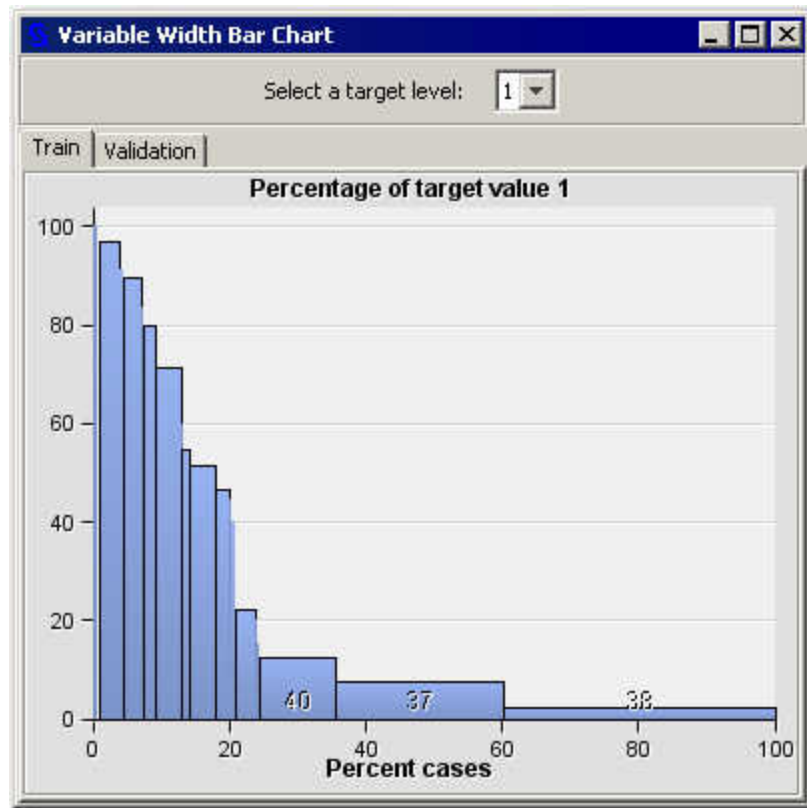 Variable Width Bar Chart
Select a target level: 1
Train Validation
Percentage of target value 1
100
80
60
40
20
0
40 37 38
0 20 40 60 80 100
Percent cases